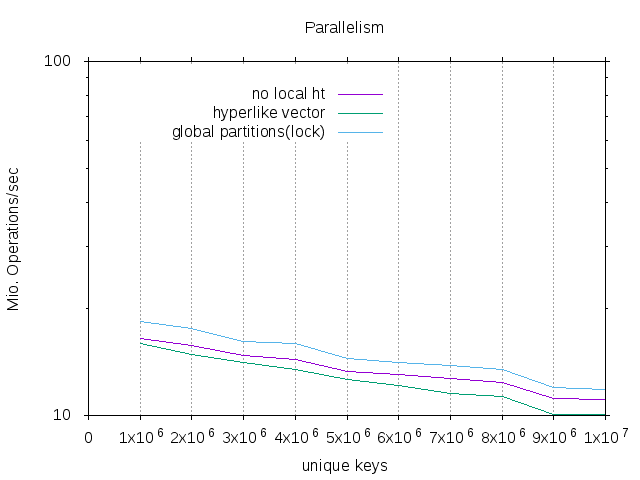 Parallelism
100
no local ht
hyperlike vector
global partitions(lock)
Mio. Operations/sec
10
0 1x10^6 2x10^6 3x10^6 4x10^6 5x10^6 6x10^6 7x10^6 8x10^6 9x10^6 1x10^7
unique keys